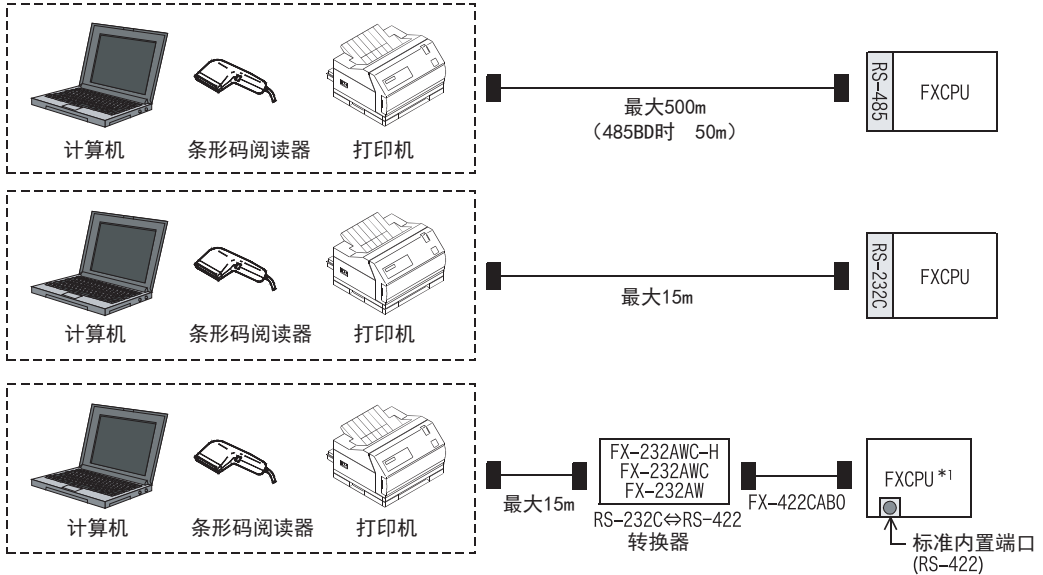 计算机 条形码阅读器 打印机
最大500m
（485BD时 50m）
RS-485
FXCPU
计算机 条形码阅读器 打印机
最大15m
RS-232C
FXCPU
计算机 条形码阅读器 打印机
最大15m
FX-232AWC-H
FX-232AWC
FX-232AW
RS-232C⇔RS-422
转换器
FX-422CAB0
FXCPU*1
标准内置端口
(RS-422)